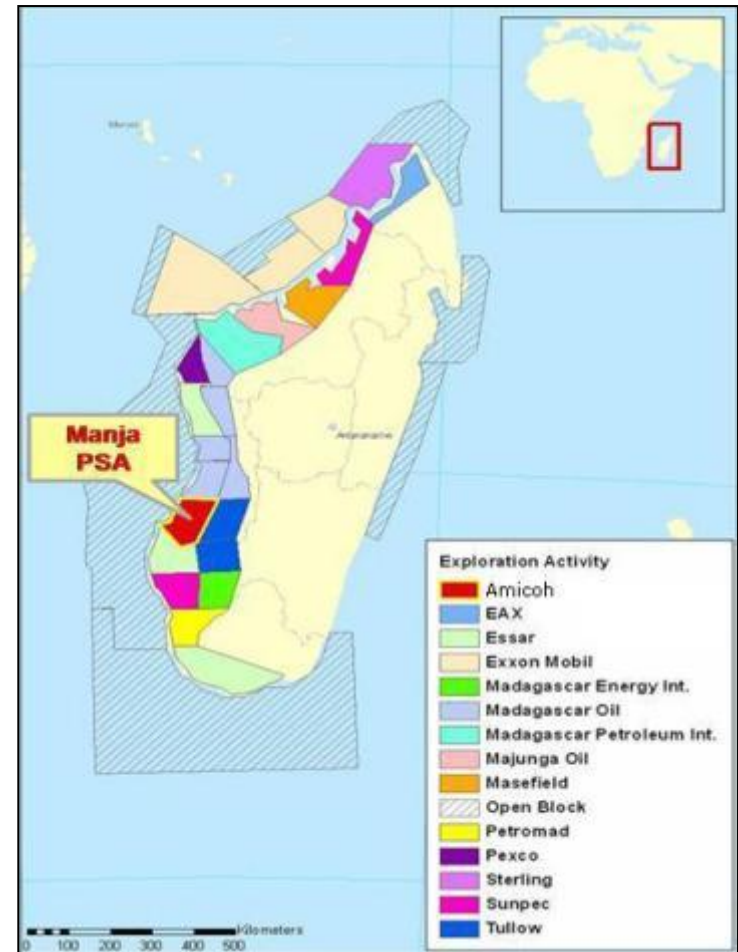 Manja
PSA
Exploration Activity
Amicoh
EAX
Essar
Exxon Mobil
Madagascar Energy Int.
Madagascar Oil
Madagascar Petroleum Int.
Majunga Oil
Masefield
Open Block
Petromad
Pexco
Sterling
Sunpec
Tullow
Kilometers
0 100 200 300 400 500